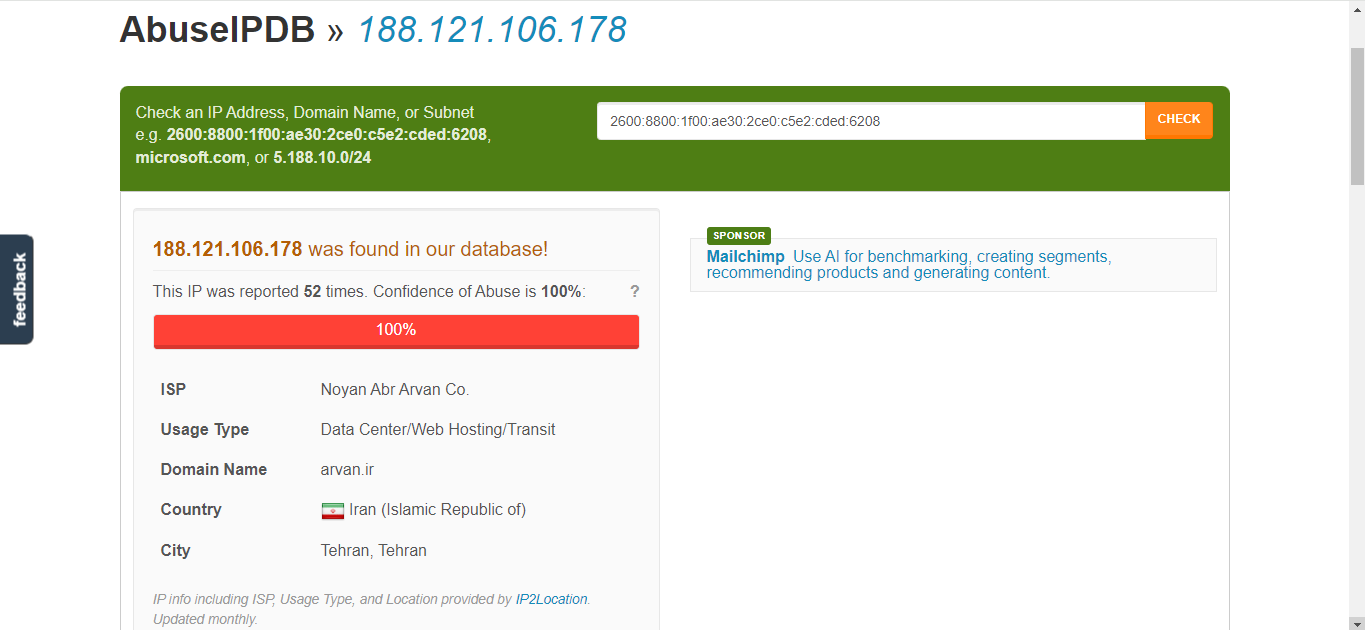 AbuseIPDB » 188.121.106.178
Check an IP Address, Domain Name, or Subnet
e.g. 2600:8800:1f00:ae30:2ce0:c5e2:cded:6208,
microsoft.com, or 5.188.10.0/24
2600:8800:1f00:ae30:2ce0:c5e2:cded:6208
CHECK
feedback
188.121.106.178 was found in our database!
This IP was reported 52 times. Confidence of Abuse is 100%: ?
100%
ISP Noyan Abr Arvan Co.
Usage Type Data Center/Web Hosting/Transit
Domain Name arvan.ir
Country Iran (Islamic Republic of)
City Tehran, Tehran
IP info including ISP, Usage Type, and Location provided by IP2Location.
Updated monthly.
SPONSOR
Mailchimp Use AI for benchmarking, creating segments,
recommending products and generating content.